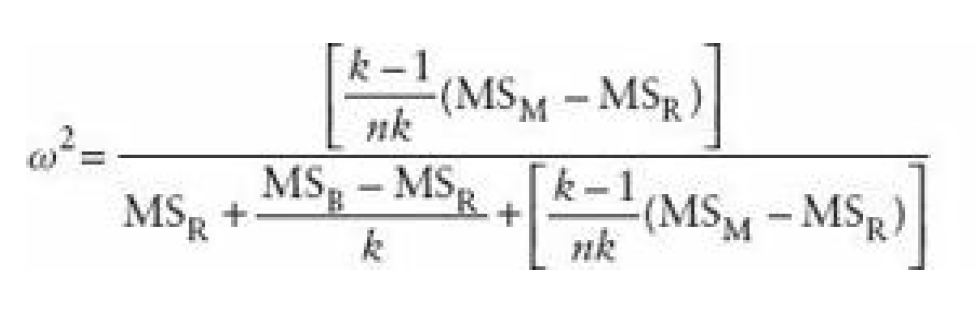 ω² = [k – 1/nk (MS_M – MS_R)] / MS_R + MS_B – MS_R/k + [k – 1/nk (MS_M – MS_R)]